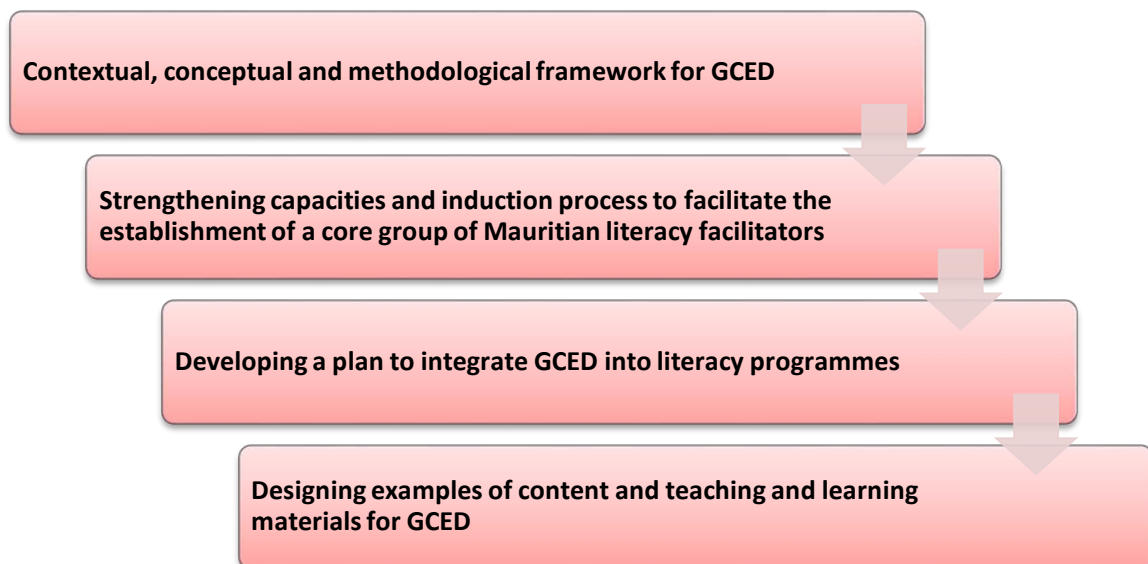 Contextual, conceptual and methodological framework for GCED
Strengthening capacities and induction process to facilitate the
establishment of a core group of Mauritian literacy facilitators
Developing a plan to integrate GCED into literacy programmes
Designing examples of content and teaching and learning
materials for GCED